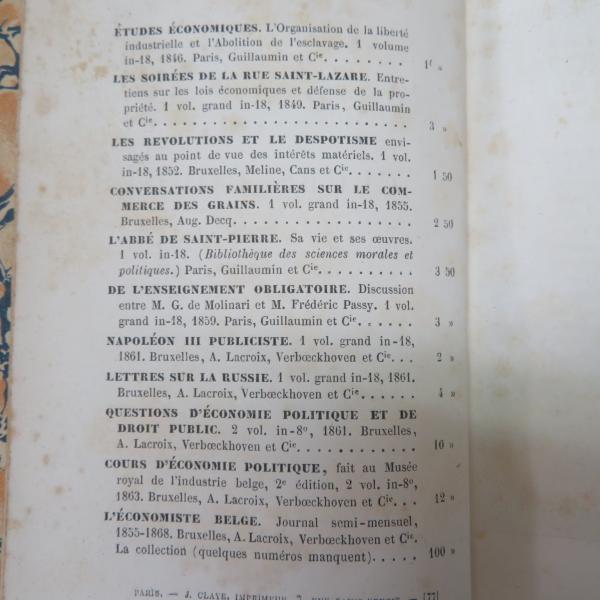 ÉTUDES ÉCONOMIQUES. L'Organisation de la liberté
industrielle et l'Abolition de l'esclavage. 1 volume
in-18, 1846. Paris, Guillaumin et Cie. . . . . . . . 1
LES SOIRÉES DE LA RUE SAINT-LAZARE. Entre-
tiens sur les lois économiques et défense de la pro-
priété. 1 vol. grand in-18, 1849. Paris, Guillaumin
et Cie. . . . . . . . . . . . . . . . . . . . . . . . 3 »
LES REVOLUTIONS ET LE DESPOTISME envi-
sagés au point de vue des intérêts matériels. 1 vol.
in-18, 1852. Bruxelles, Meline, Cans et Cie. . . . . . . 1 50
CONVERSATIONS FAMILIÈRES SUR LE COM-
MERCE DES GRAINS. 1 vol. grand in-18, 1855.
Bruxelles, Aug. Decq. . . . . . . . . . . . . . . . . 2 50
L'ABBÉ DE SAINT-PIERRE. Sa vie et ses œuvres.
1 vol. in-18. (Bibliothèque des sciences morales et
politiques.) Paris, Guillaumin et Cie. . . . . . . . . . 3 50
DE L'ENSEIGNEMENT OBLIGATOIRE. Discussion
entre M. G. de Molinari et M. Frédéric Passy. 1 vol.
grand in-18, 1859. Paris, Guillaumin et Cie. . . . . . 3 »
NAPOLÉON III PUBLICISTE. 1 vol. grand in-18,
1861. Bruxelles, A. Lacroix, Verbœckhoven et Cie. . . 2 »
LETTRES SUR LA RUSSIE. 1 vol. grand in-18, 1861.
Bruxelles, A. Lacroix, Verbœckhoven et Cie. . . . . . 4 »
QUESTIONS D'ÉCONOMIE POLITIQUE ET DE
DROIT PUBLIC. 2 vol. in-8º, 1861. Bruxelles,
A. Lacroix, Verbœckhoven et Cie. . . . . . . . . . . . 10 »
COURS D'ÉCONOMIE POLITIQUE, fait au Musée
royal de l'industrie belge, 2e édition, 2 vol. in-8º,
1863. Bruxelles, A. Lacroix, Verbœckhoven et Cie. . . 12 »
L'ÉCONOMISTE BELGE. Journal semi-mensuel,
1855-1868. Bruxelles, A. Lacroix, Verbœckhoven et Cie.
La collection (quelques numéros manquent). . . . . 100 »
PARIS. — J. CLAYE, IMPRIMEUR, 7, RUE SAINT-BENOIT. — [77]